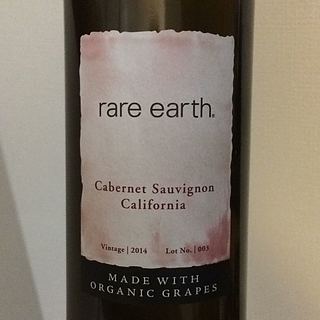 rare earth®
Cabernet Sauvignon
California
Vintage | 2014 Lot No. | 003
MADE WITH
ORGANIC GRAPES